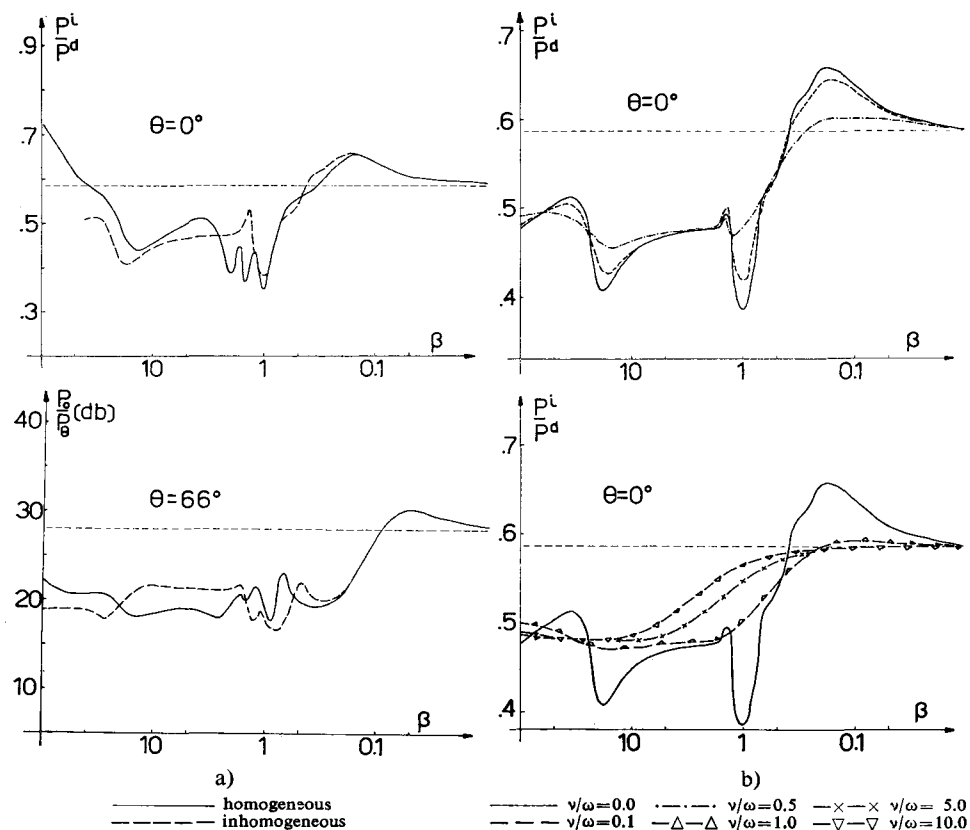 P^i
P^d
.9
.7
.5
.3
θ=0°
10
1
0.1
β
P_o
P_θ (db)
40
30
20
10
θ=66°
10
1
0.1
β
a)
homogeneous
inhomogeneous
P^i
P^d
.7
.6
.5
.4
θ=0°
10
1
0.1
β
P^i
P^d
.7
.6
.5
.4
θ=0°
10
1
0.1
β
b)
ν/ω=0.0 ν/ω=0.5 ν/ω= 5.0
ν/ω=0.1 ν/ω=1.0 ν/ω=10.0